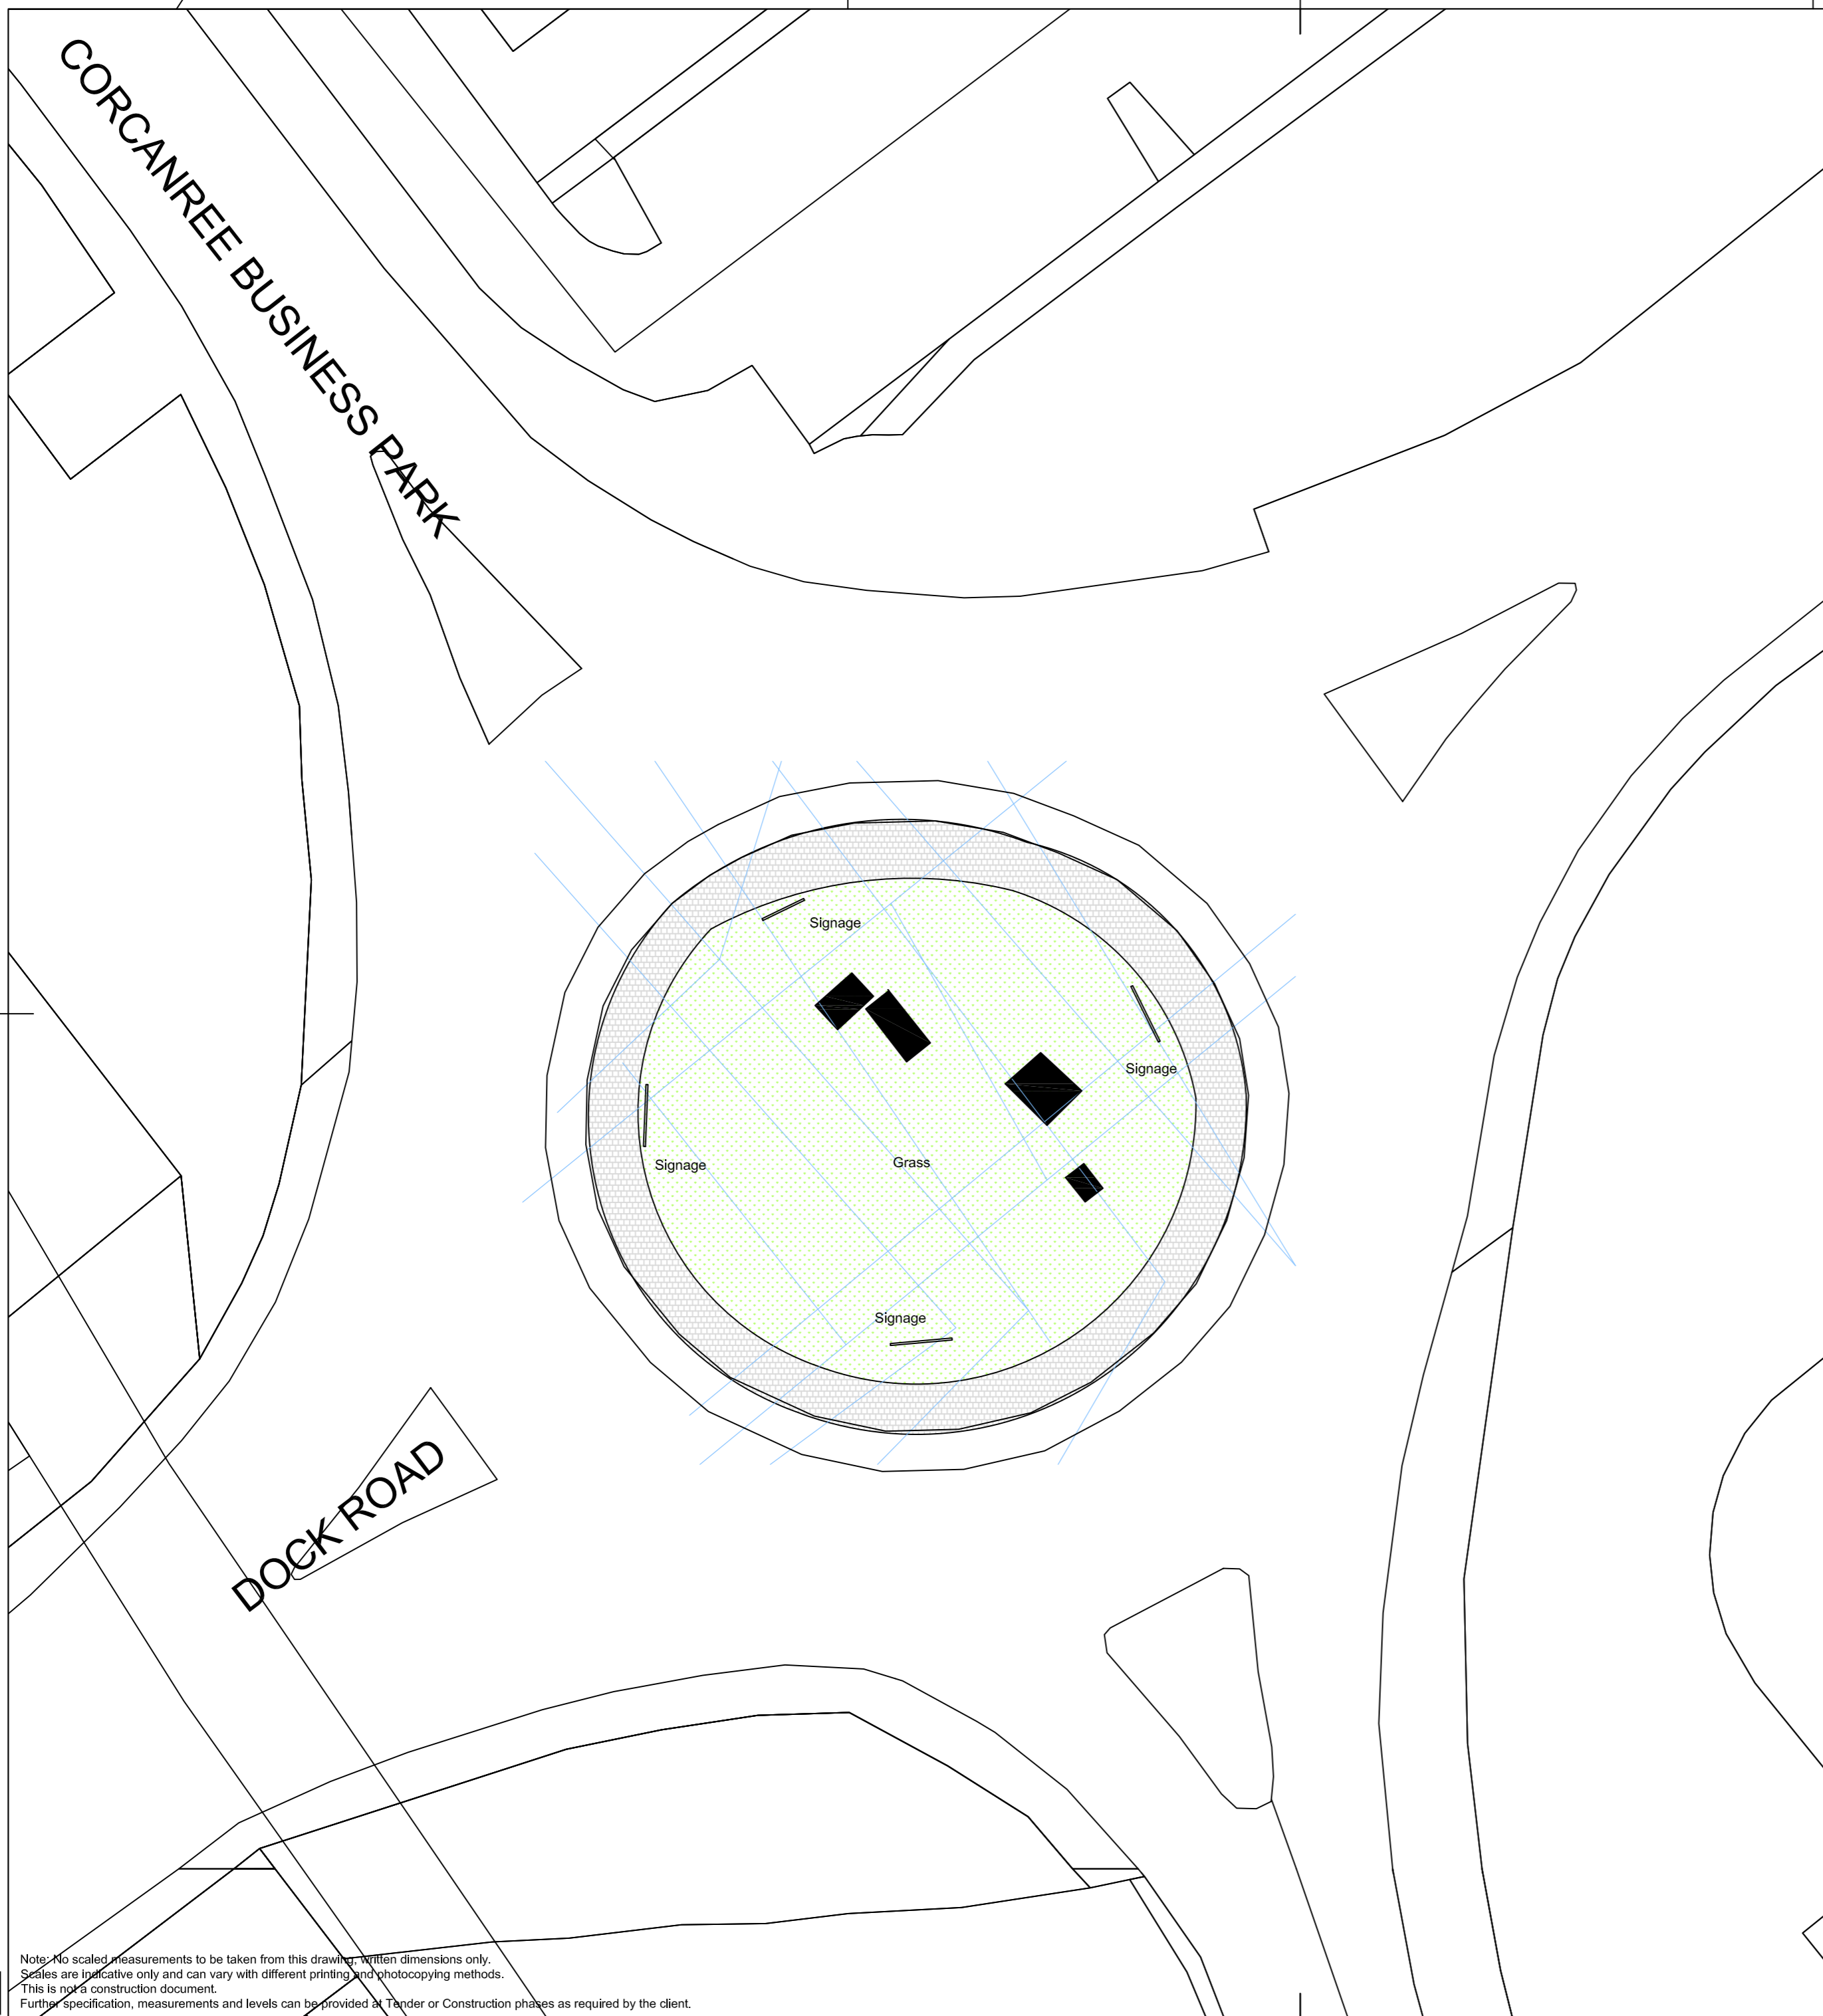 CORCANREE BUSINESS PARK
Signage
Signage
Signage
Grass
Signage
DOCK ROAD
Note: No scaled measurements to be taken from this drawing, written dimensions only.
Scales are indicative only and can vary with different printing and photocopying methods.
This is not a construction document.
Further specification, measurements and levels can be provided at Tender or Construction phases as required by the client.